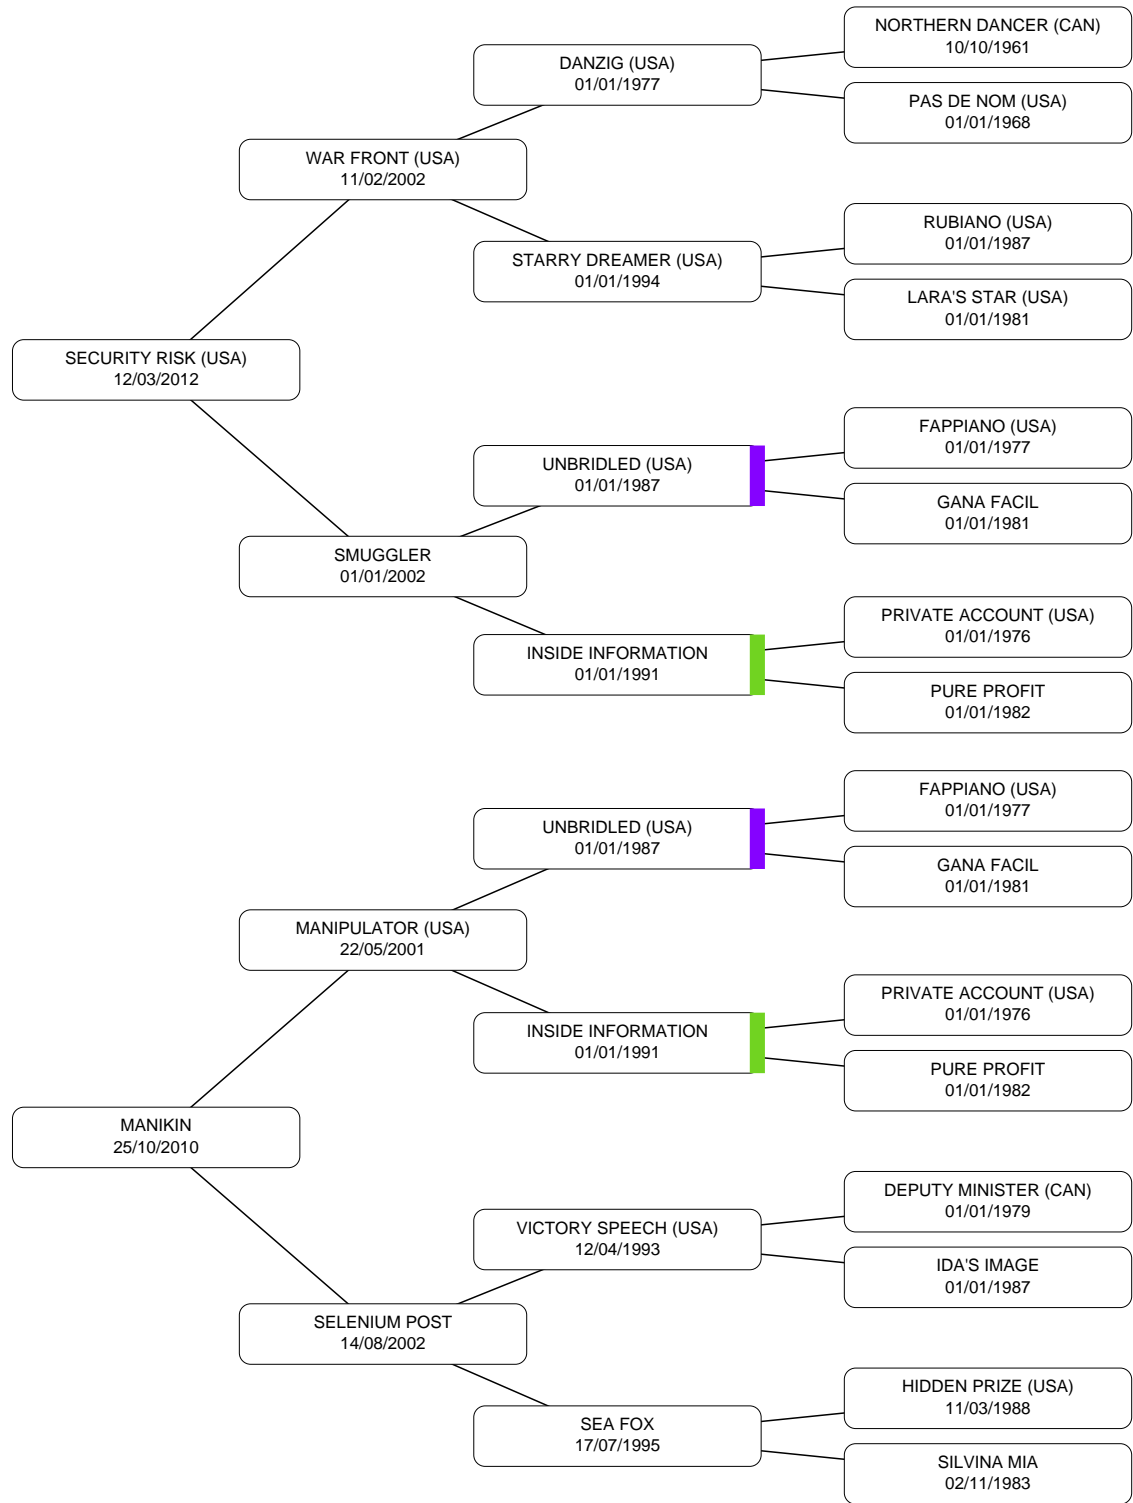 NORTHERN DANCER (CAN)
10/10/1961
DANZIG (USA)
01/01/1977
PAS DE NOM (USA)
01/01/1968
WAR FRONT (USA)
11/02/2002
RUBIANO (USA)
01/01/1987
STARRY DREAMER (USA)
01/01/1994
LARA'S STAR (USA)
01/01/1981
SECURITY RISK (USA)
12/03/2012
FAPPIANO (USA)
01/01/1977
UNBRIDLED (USA)
01/01/1987
GANA FACIL
01/01/1981
SMUGGLER
01/01/2002
PRIVATE ACCOUNT (USA)
01/01/1976
INSIDE INFORMATION
01/01/1991
PURE PROFIT
01/01/1982
FAPPIANO (USA)
01/01/1977
UNBRIDLED (USA)
01/01/1987
GANA FACIL
01/01/1981
MANIPULATOR (USA)
22/05/2001
PRIVATE ACCOUNT (USA)
01/01/1976
INSIDE INFORMATION
01/01/1991
PURE PROFIT
01/01/1982
MANIKIN
25/10/2010
DEPUTY MINISTER (CAN)
01/01/1979
VICTORY SPEECH (USA)
12/04/1993
IDA'S IMAGE
01/01/1987
SELENIUM POST
14/08/2002
HIDDEN PRIZE (USA)
11/03/1988
SEA FOX
17/07/1995
SILVINA MIA
02/11/1983